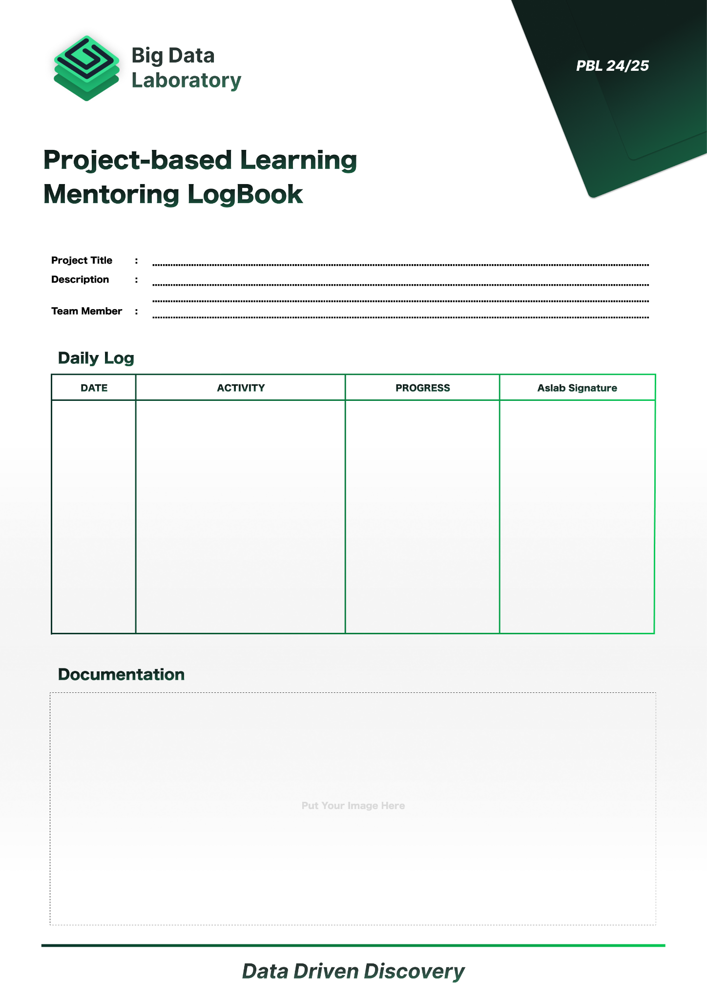 Big Data
Laboratory
PBL 24/25
Project-based Learning
Mentoring LogBook
Project Title :
Description :
Team Member :
Daily Log
DATE ACTIVITY PROGRESS Aslab Signature
Documentation
Put Your Image Here
Data Driven Discovery